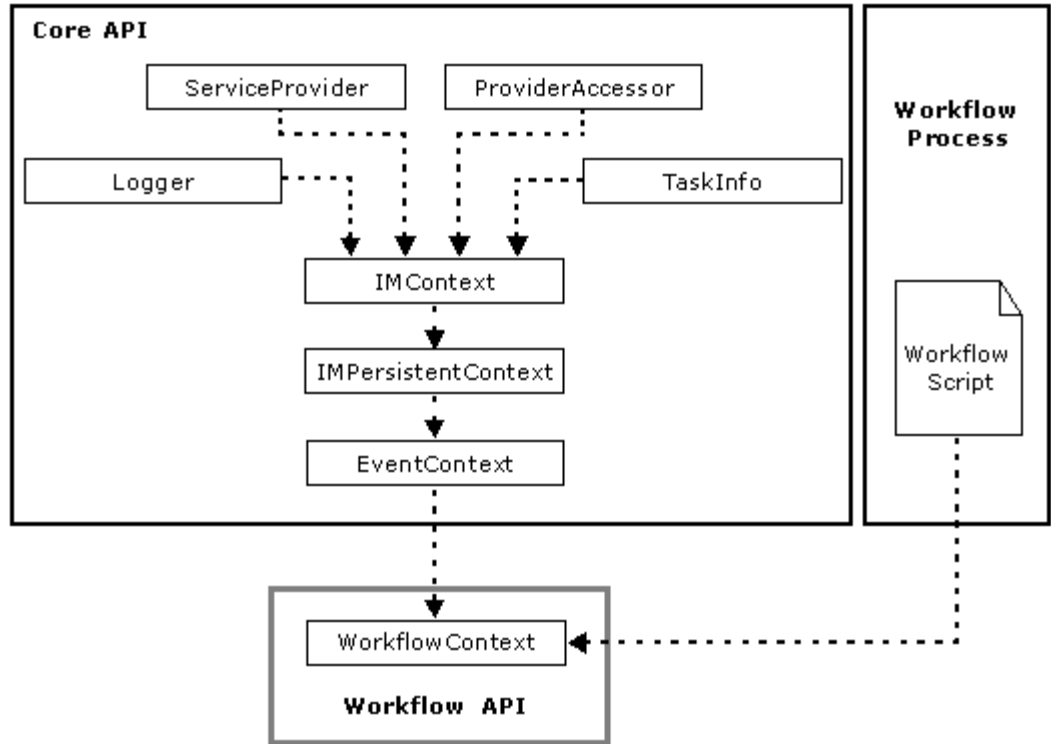 Core API
ServiceProvider
ProviderAccessor
Workflow
Process
Logger
TaskInfo
IMContext
IMPersistentContext
Workflow
Script
EventContext
WorkflowContext
Workflow API